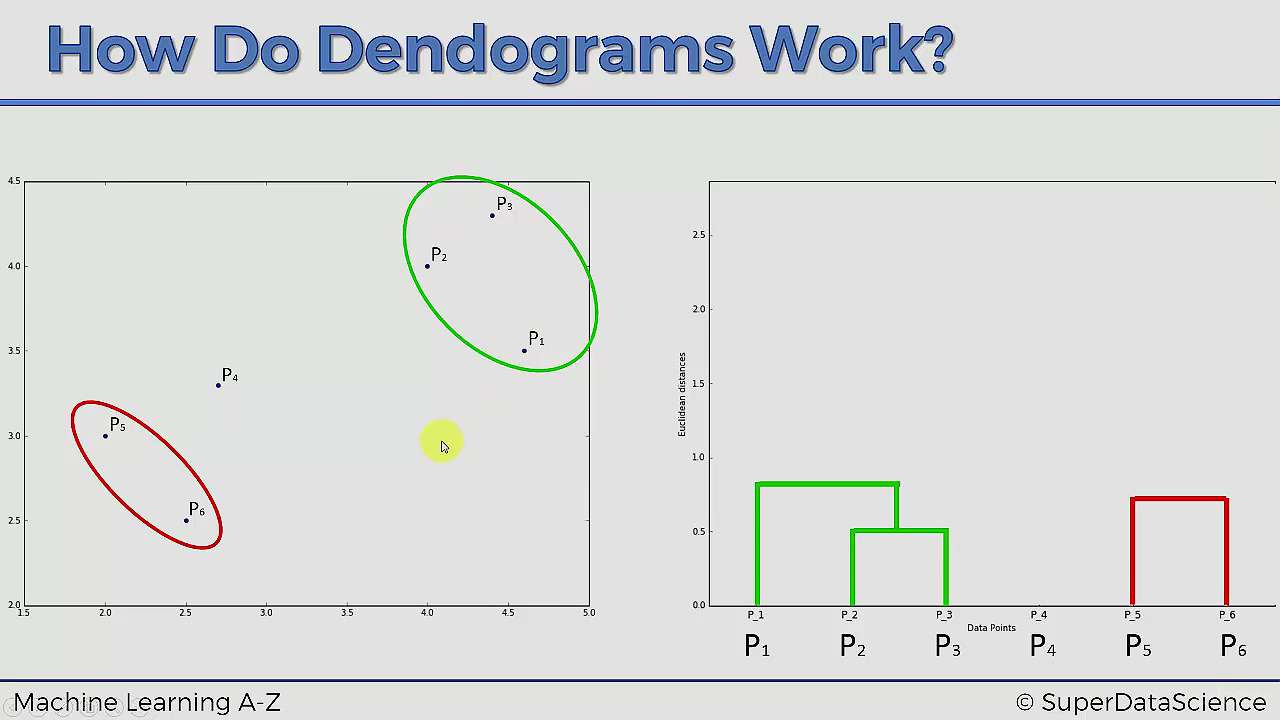 How Do Dendograms Work?
4.5
4.0
3.5
3.0
2.5
2.0
1.5 2.0 2.5 3.0 3.5 4.0 4.5 5.0
P₃
P₂
P₁
P₄
P₅
P₆
Euclidean distances
2.5
2.0
1.5
1.0
0.5
0.0
P_1 P_2 P_3 P_4 P_5 P_6
Data Points
P₁ P₂ P₃ P₄ P₅ P₆
Machine Learning A-Z
© SuperDataScience